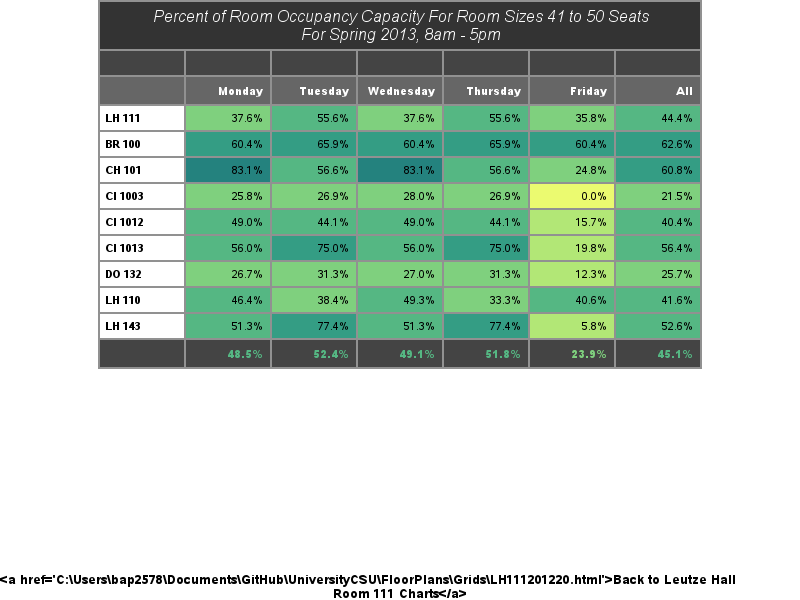 Percent of Room Occupancy Capacity For Room Sizes 41 to 50 Seats
For Spring 2013, 8am - 5pm
Monday Tuesday Wednesday Thursday Friday All
LH 111 37.6% 55.6% 37.6% 55.6% 35.8% 44.4%
BR 100 60.4% 65.9% 60.4% 65.9% 60.4% 62.6%
CH 101 83.1% 56.6% 83.1% 56.6% 24.8% 60.8%
CI 1003 25.8% 26.9% 28.0% 26.9% 0.0% 21.5%
CI 1012 49.0% 44.1% 49.0% 44.1% 15.7% 40.4%
CI 1013 56.0% 75.0% 56.0% 75.0% 19.8% 56.4%
DO 132 26.7% 31.3% 27.0% 31.3% 12.3% 25.7%
LH 110 46.4% 38.4% 49.3% 33.3% 40.6% 41.6%
LH 143 51.3% 77.4% 51.3% 77.4% 5.8% 52.6%
48.5% 52.4% 49.1% 51.8% 23.9% 45.1%
<a href='C:\Users\bap2578\Documents\GitHub\UniversityCSU\FloorPlans\Grids\LH111201220.html'>Back to Leutze Hall
Room 111 Charts</a>